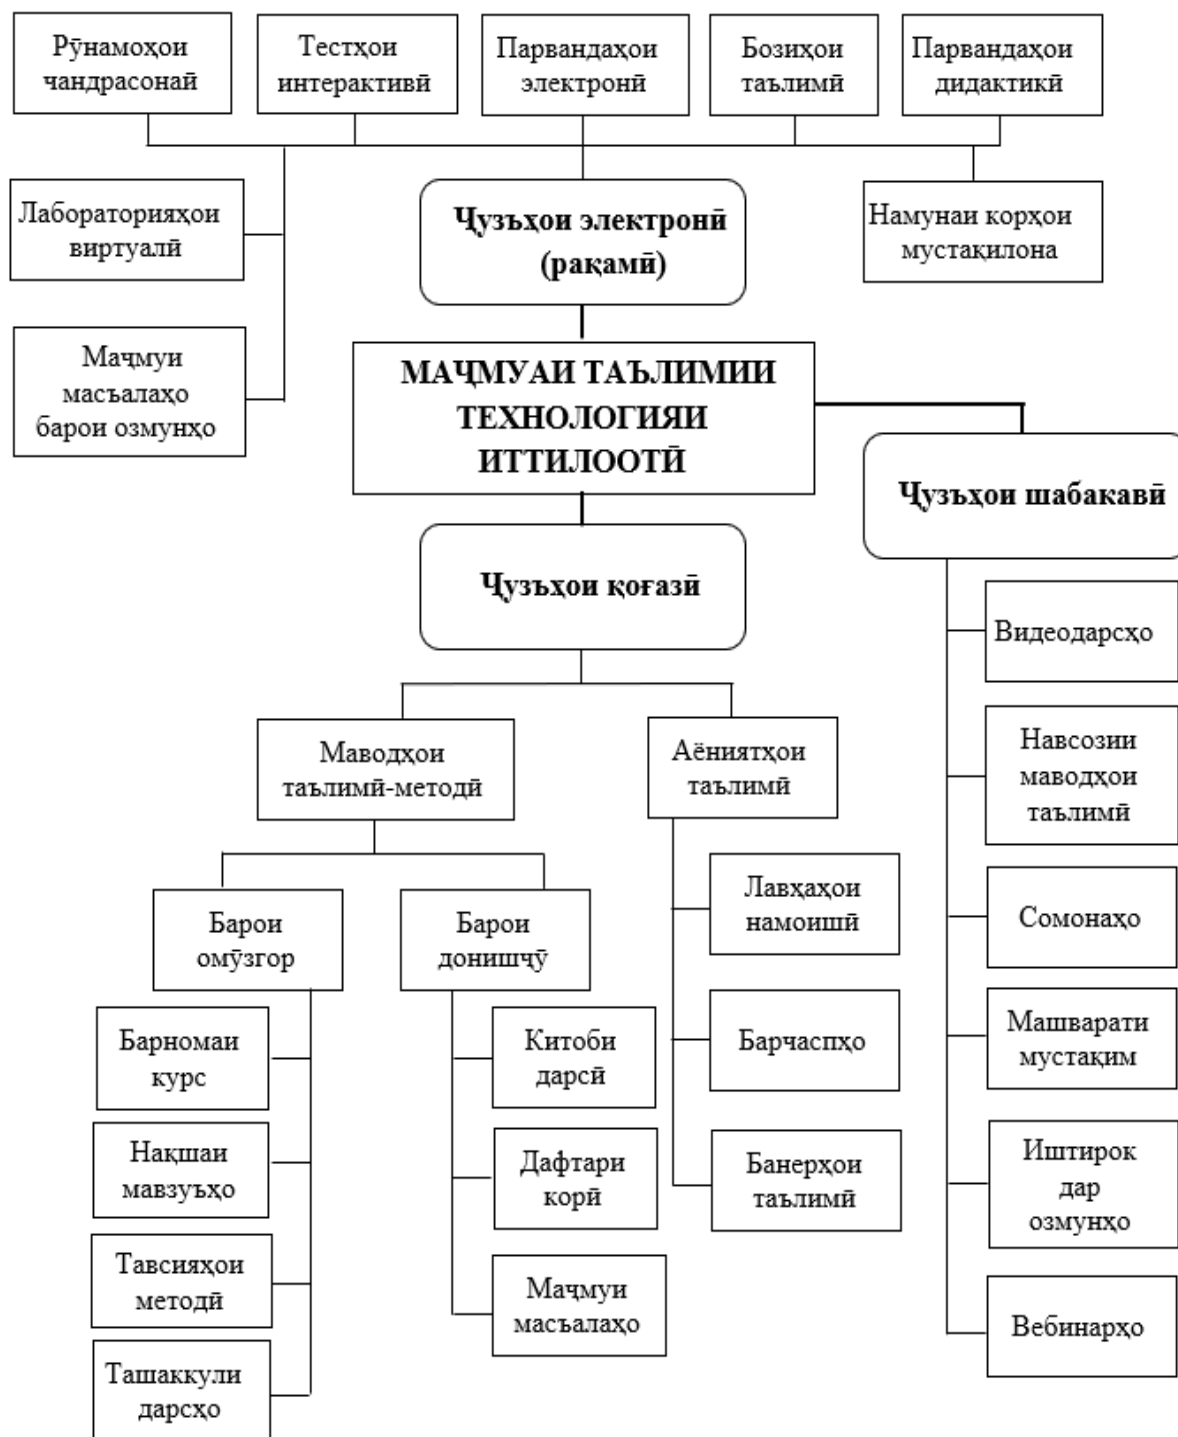 Рӯнамоҳои
чандрасонаӣ
Тестҳои
интерактивӣ
Парвандаҳои
электронӣ
Бозиҳои
таълимӣ
Парвандаҳои
дидактикӣ
Лабораторияҳои
виртуалӣ
Ҷузъҳои электронӣ
(рақамӣ)
Намунаи корҳои
мустақилона
Маҷмуи
масъалаҳо
барои озмунҳо
МАҶМУАИ ТАЪЛИМИИ
ТЕХНОЛОГИЯИ
ИТТИЛООТӢ
Ҷузъҳои шабакавӣ
Ҷузъҳои қоғазӣ
Видеодарсҳо
Маводҳои
таълимӣ-методӣ
Аёниятҳои
таълимӣ
Навсозии
маводҳои
таълимӣ
Барои
омӯзгор
Барои
донишҷӯ
Лавҳаҳои
намоишӣ
Сомонаҳо
Барномаи
курс
Китоби
дарсӣ
Барчаспҳо
Машварати
мустақим
Нақшаи
мавзуъҳо
Дафтари
корӣ
Банерҳои
таълимӣ
Иштирок
дар
озмунҳо
Тавсияҳои
методӣ
Маҷмуи
масъалаҳо
Вебинарҳо
Ташаккули
дарсҳо